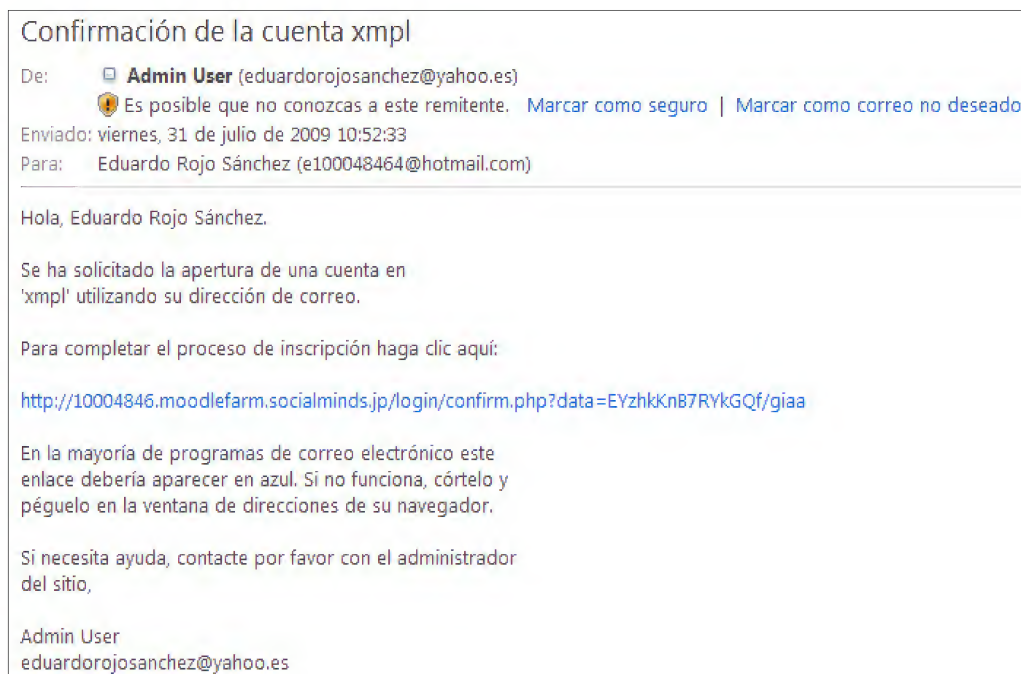 Confirmación de la cuenta xmpl
De: Admin User (eduardorojosanchez@yahoo.es)
Es posible que no conozcas a este remitente. Marcar como seguro | Marcar como correo no deseado
Enviado: viernes, 31 de julio de 2009 10:52:33
Para: Eduardo Rojo Sánchez (e100048464@hotmail.com)
Hola, Eduardo Rojo Sánchez.
Se ha solicitado la apertura de una cuenta en
'xmpl' utilizando su dirección de correo.
Para completar el proceso de inscripción haga clic aquí:
http://10004846.moodlefarm.socialminds.jp/login/confirm.php?data=EYzhkKnB7RYkGQf/giaa
En la mayoría de programas de correo electrónico este
enlace debería aparecer en azul. Si no funciona, córtelo y
péguelo en la ventana de direcciones de su navegador.
Si necesita ayuda, contacte por favor con el administrador
del sitio,
Admin User
eduardorojosanchez@yahoo.es